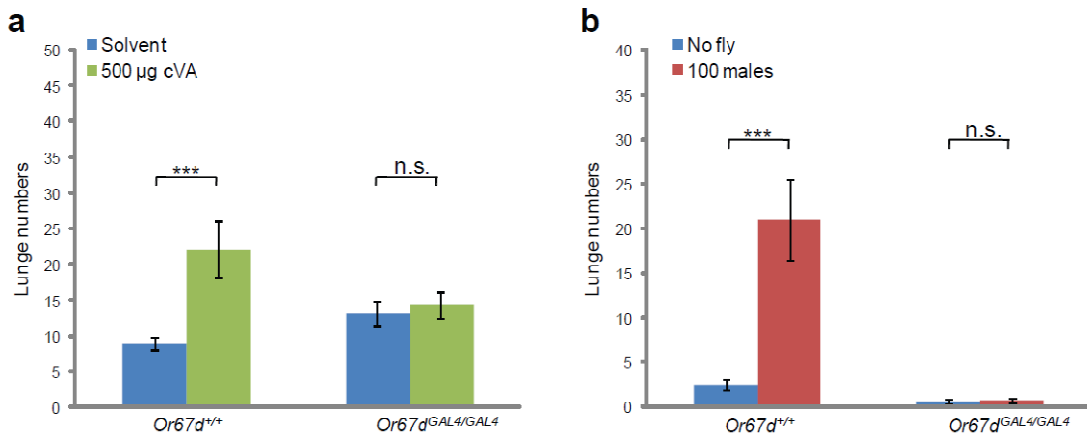 a
Solvent
500 µg cVA
50
45
40
35
30
25
20
15
10
5
0
Lunge numbers
***
n.s.
Or67d+/+
Or67dGAL4/GAL4
b
No fly
100 males
40
35
30
25
20
15
10
5
0
Lunge numbers
***
n.s.
Or67d+/+
Or67dGAL4/GAL4